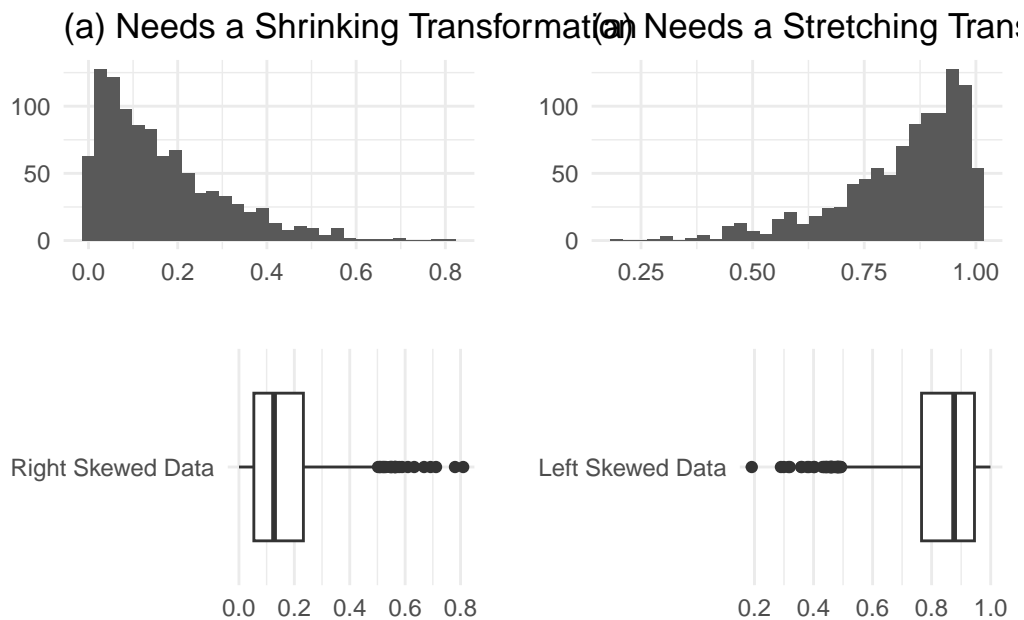 (a) Needs a Shrinking Transformation
100
50
0
0.0 0.2 0.4 0.6 0.8
(a) Needs a Stretching Trans
100
50
0
0.25 0.50 0.75 1.00
Right Skewed Data
0.0 0.2 0.4 0.6 0.8
Left Skewed Data
0.2 0.4 0.6 0.8 1.0